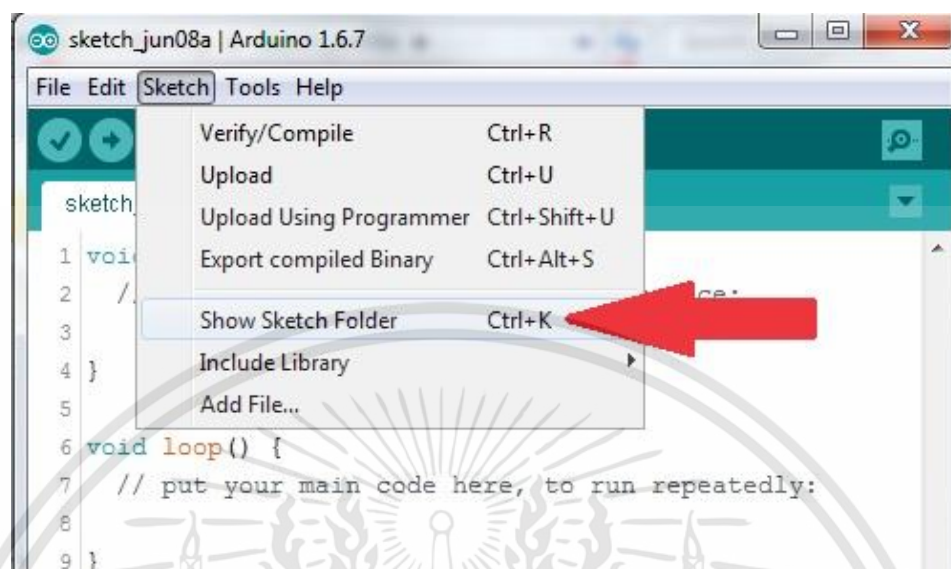 sketch_jun08a | Arduino 1.6.7
File Edit Sketch Tools Help
Verify/Compile Ctrl+R
Upload Ctrl+U
sketch_
Upload Using Programmer Ctrl+Shift+U
1 voi
Export compiled Binary Ctrl+Alt+S
2 /
3
Show Sketch Folder Ctrl+K
4 }
Include Library
5
Add File...
6 void loop() {
7 // put your main code here, to run repeatedly:
8
9 }